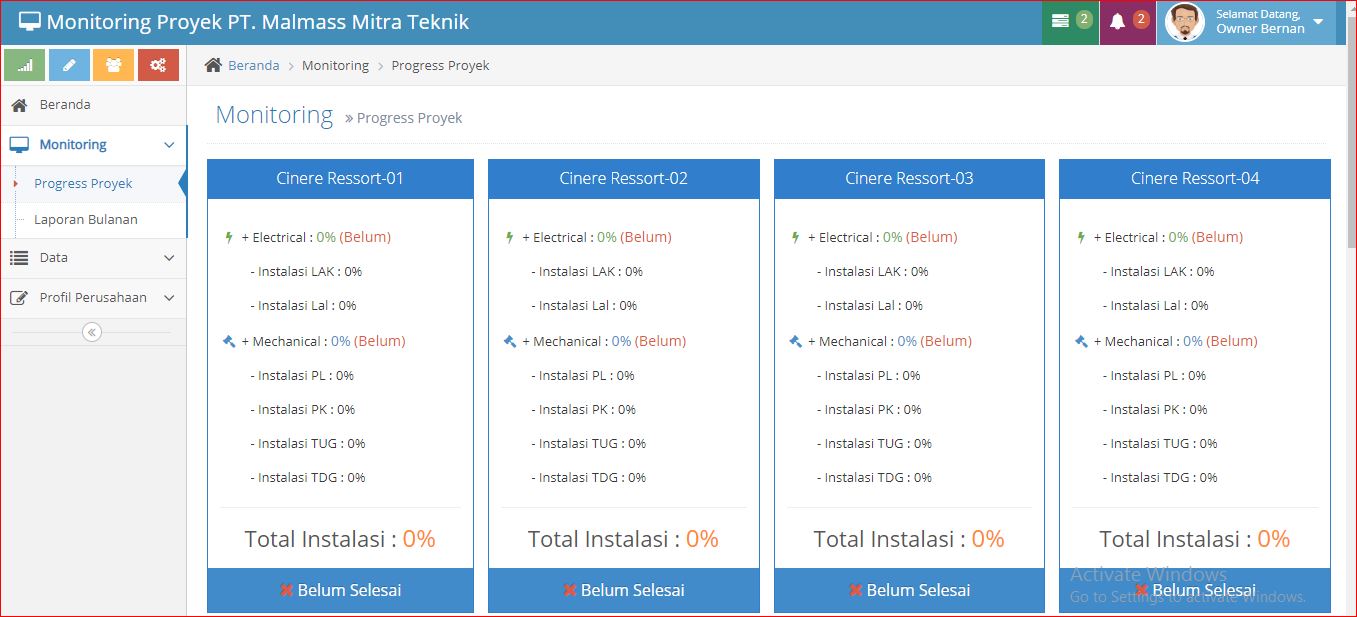 Monitoring Proyek PT. Malmass Mitra Teknik
2
2
Selamat Datang,
Owner Bernan
Beranda
Monitoring
Progress Proyek
Laporan Bulanan
Data
Profil Perusahaan
Beranda > Monitoring > Progress Proyek
Monitoring » Progress Proyek
Cinere Ressort-01
+ Electrical : 0% (Belum)
- Instalasi LAK : 0%
- Instalasi Lal : 0%
+ Mechanical : 0% (Belum)
- Instalasi PL : 0%
- Instalasi PK : 0%
- Instalasi TUG : 0%
- Instalasi TDG : 0%
Total Instalasi : 0%
Belum Selesai
Cinere Ressort-02
+ Electrical : 0% (Belum)
- Instalasi LAK : 0%
- Instalasi Lal : 0%
+ Mechanical : 0% (Belum)
- Instalasi PL : 0%
- Instalasi PK : 0%
- Instalasi TUG : 0%
- Instalasi TDG : 0%
Total Instalasi : 0%
Belum Selesai
Cinere Ressort-03
+ Electrical : 0% (Belum)
- Instalasi LAK : 0%
- Instalasi Lal : 0%
+ Mechanical : 0% (Belum)
- Instalasi PL : 0%
- Instalasi PK : 0%
- Instalasi TUG : 0%
- Instalasi TDG : 0%
Total Instalasi : 0%
Belum Selesai
Cinere Ressort-04
+ Electrical : 0% (Belum)
- Instalasi LAK : 0%
- Instalasi Lal : 0%
+ Mechanical : 0% (Belum)
- Instalasi PL : 0%
- Instalasi PK : 0%
- Instalasi TUG : 0%
- Instalasi TDG : 0%
Total Instalasi : 0%
Belum Selesai
Activate Windows
Go to Settings to activate Windows.